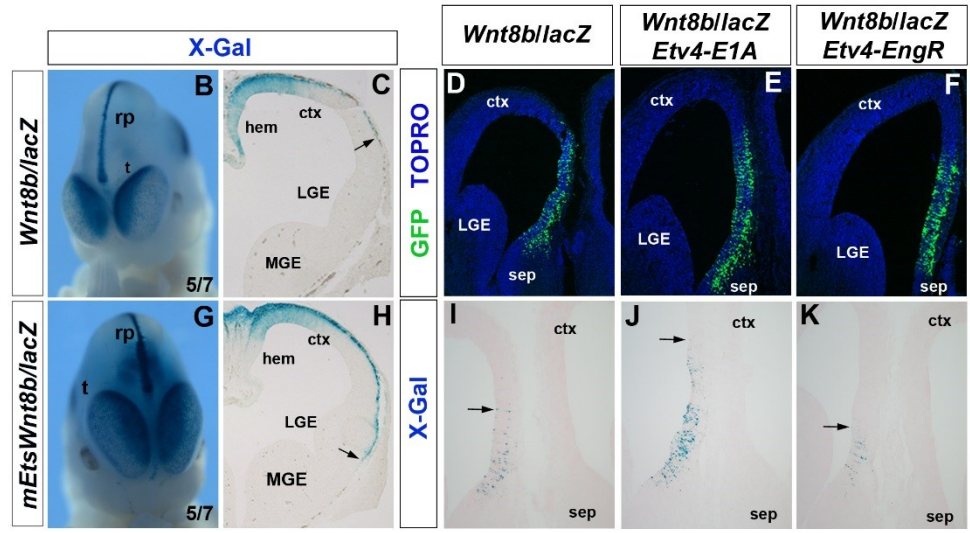 X-Gal
Wnt8b/lacZ
Wnt8b/lacZ
Etv4-E1A
Wnt8b/lacZ
Etv4-EngR
Wnt8b/lacZ
B
rp
t
5/7
C
ctx
hem
LGE
MGE
GFP TOPRO
D
ctx
LGE
sep
E
ctx
LGE
sep
F
ctx
LGE
sep
mEtsWnt8b/lacZ
G
rp
t
5/7
H
ctx
hem
LGE
MGE
X-Gal
I
ctx
sep
J
ctx
sep
K
ctx
sep